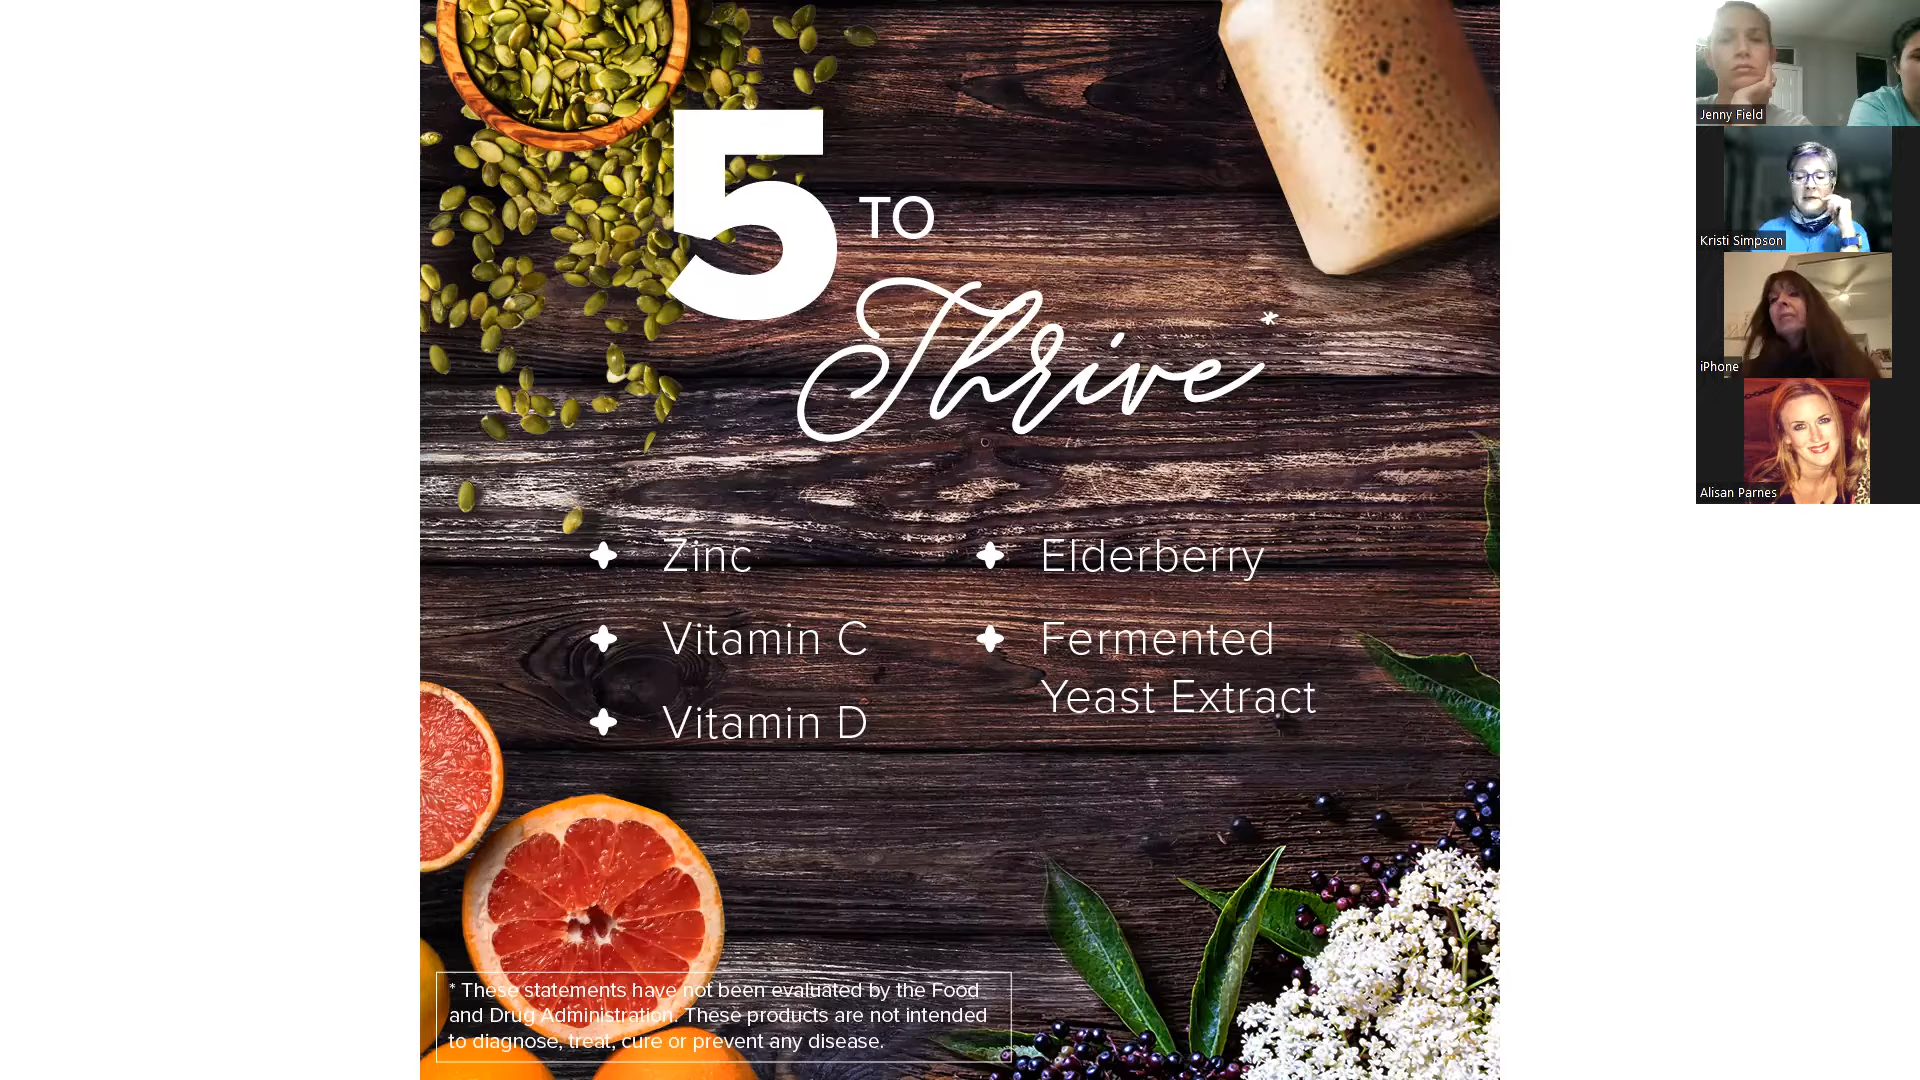 5 TO
Thrive*
Zinc
Vitamin C
Vitamin D
Elderberry
Fermented
Yeast Extract
* These statements have not been evaluated by the Food
and Drug Administration. These products are not intended
to diagnose, treat, cure or prevent any disease.
Jenny Field
Kristi Simpson
iPhone
Alisan Parnes